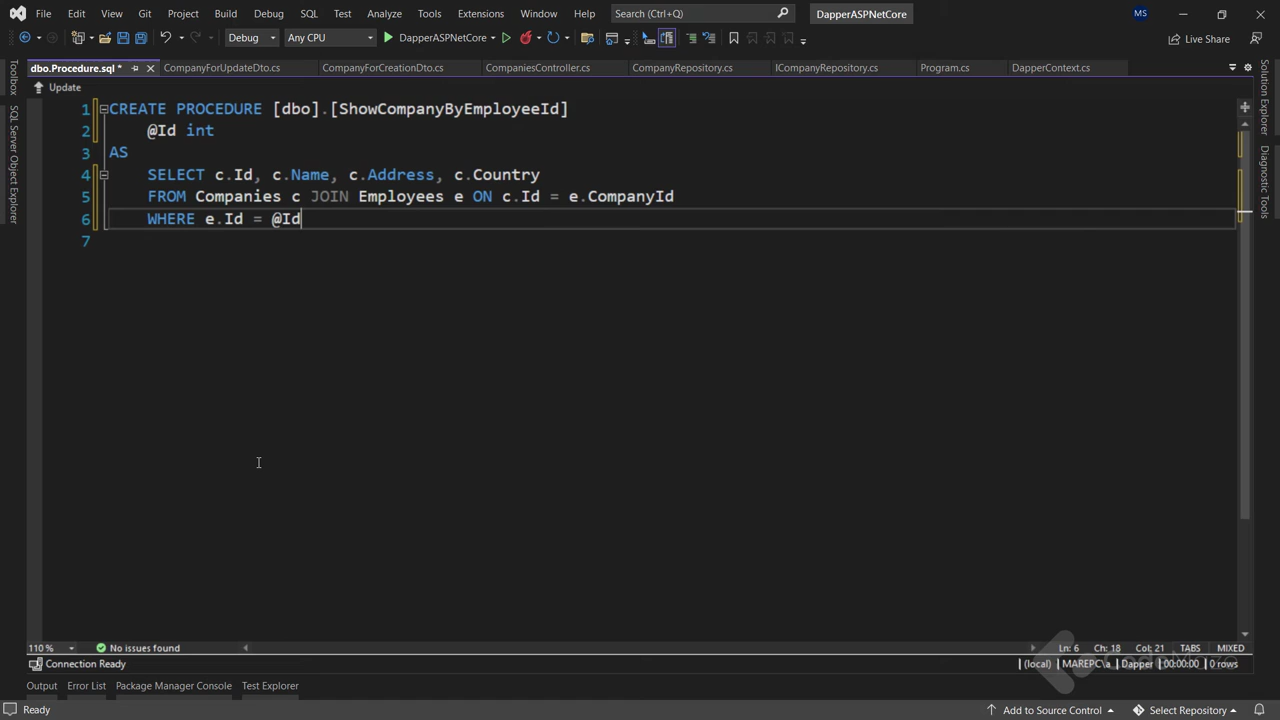 File Edit View Git Project Build Debug SQL Test Analyze Tools Extensions Window Help Search (Ctrl+Q) DapperASPNetCore MS
Debug Any CPU DapperASPNetCore Live Share
dbo.Procedure.sql * CompanyForUpdateDto.cs CompanyForCreationDto.cs CompaniesController.cs CompanyRepository.cs ICompanyRepository.cs Program.cs DapperContext.cs
Update
Toolbox
SQL Server Object Explorer
1 CREATE PROCEDURE [dbo].[ShowCompanyByEmployeeId]
2 @Id int
3 AS
4 SELECT c.Id, c.Name, c.Address, c.Country
5 FROM Companies c JOIN Employees e ON c.Id = e.CompanyId
6 WHERE e.Id = @Id
7
Solution Explorer
Diagnostic Tools
110 % No issues found Ln: 6 Ch: 18 Col: 21 TABS MIXED
Connection Ready (local) MAREPC\a Dapper 00:00:00 0 rows
Output Error List Package Manager Console Test Explorer
Ready Add to Source Control Select Repository